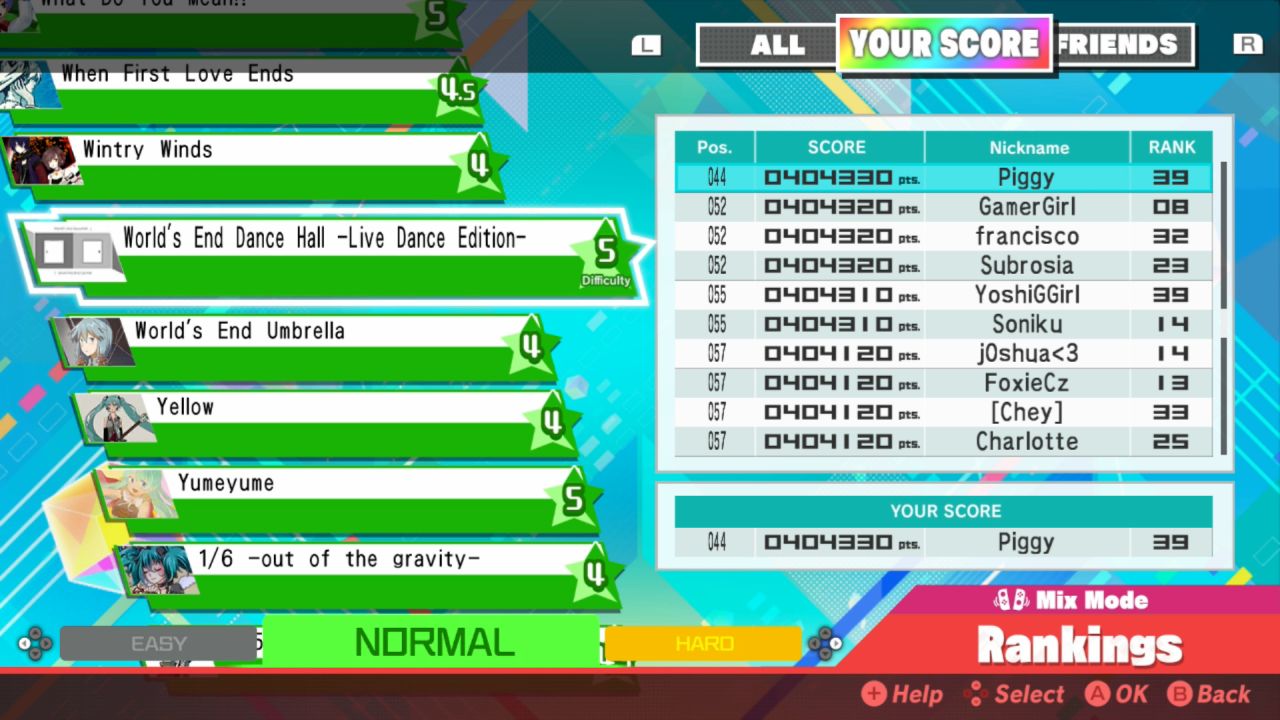 What Do You Mean!?
5
When First Love Ends
4.5
Wintry Winds
4
World's End Dance Hall -Live Dance Edition-
5
Difficulty
World's End Umbrella
4
Yellow
4
Yumeyume
5
1/6 -out of the gravity-
4
EASY
NORMAL
HARD
L
ALL
YOUR SCORE
FRIENDS
R
Pos. SCORE Nickname RANK
044 0404330 pts. Piggy 39
052 0404320 pts. GamerGirl 08
052 0404320 pts. francisco 32
052 0404320 pts. Subrosia 23
055 0404310 pts. YoshiGGirl 39
055 0404310 pts. Soniku 14
057 0404120 pts. j0shua<3 14
057 0404120 pts. FoxieCz 13
057 0404120 pts. [Chey] 33
057 0404120 pts. Charlotte 25
YOUR SCORE
044 0404330 pts. Piggy 39
Mix Mode
Rankings
+ Help Select A OK B Back